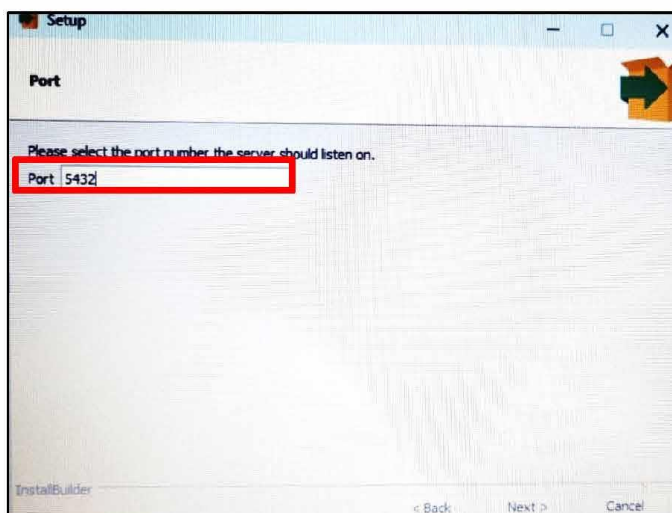 Setup
Port
Please select the port number the server should listen on.
Port 5432
InstallBuilder
< Back Next > Cancel